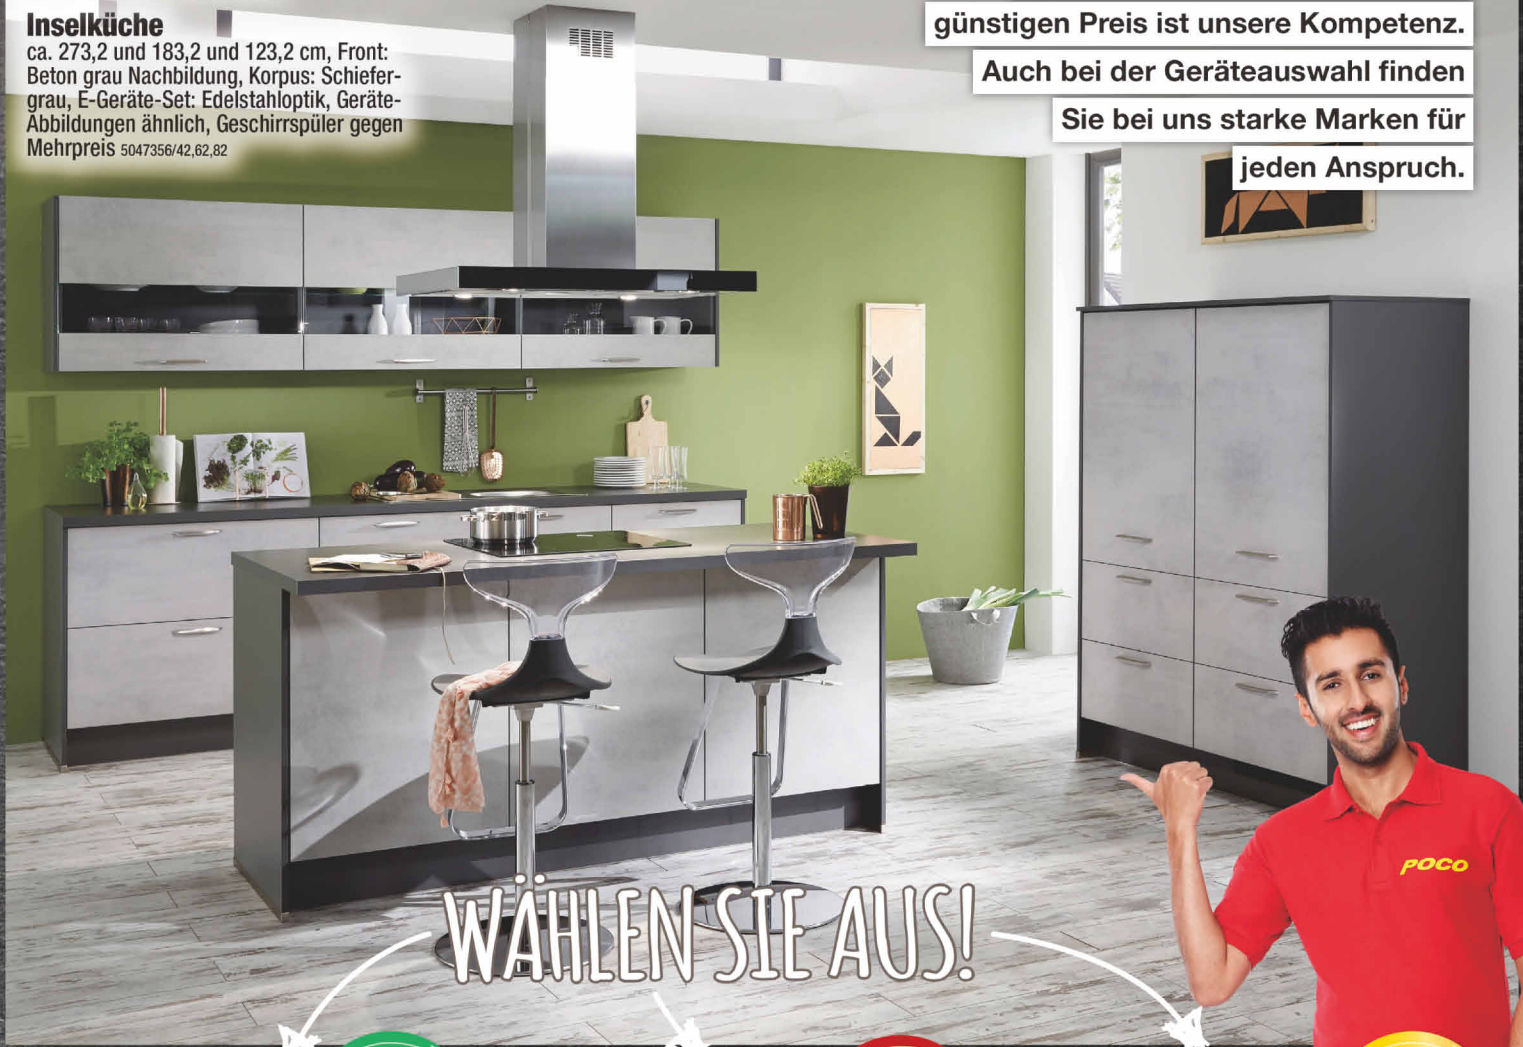 Inselküche
ca. 273,2 und 183,2 und 123,2 cm, Front:
Beton grau Nachbildung, Korpus: Schiefer-
grau, E-Geräte-Set: Edelstahloptik, Geräte-
Abbildungen ähnlich, Geschirrspüler gegen
Mehrpreis 5047356/42,62,82
günstigen Preis ist unsere Kompetenz.
Auch bei der Geräteauswahl finden
Sie bei uns starke Marken für
jeden Anspruch.
POCO
WÄHLEN SIE AUS!